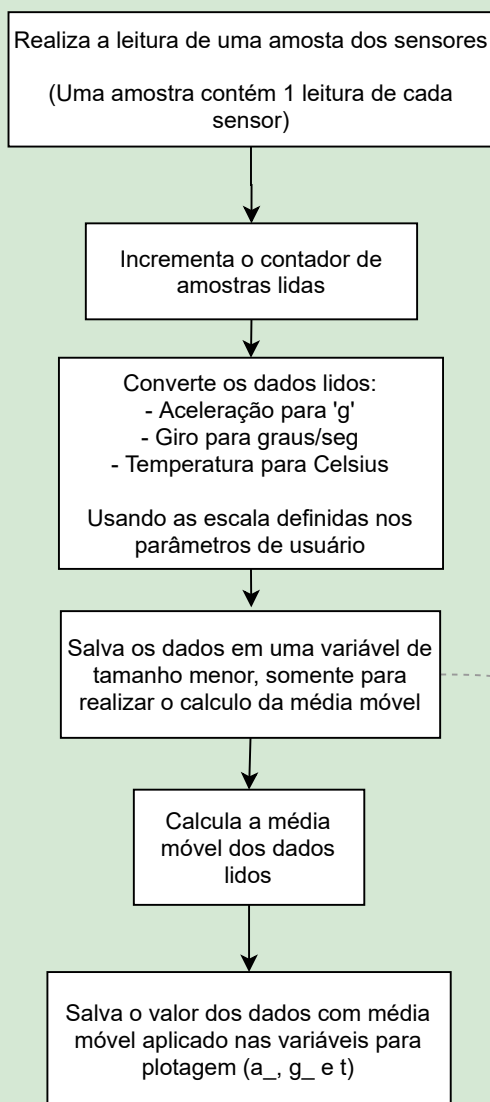 Realiza a leitura de uma amosta dos sensores
(Uma amostra contém 1 leitura de cada
sensor)
Incrementa o contador de
amostras lidas
Converte os dados lidos:
- Aceleração para 'g'
- Giro para graus/seg
- Temperatura para Celsius
Usando as escala definidas nos
parâmetros de usuário
Salva os dados em uma variável de
tamanho menor, somente para
realizar o calculo da média móvel
Calcula a média
móvel dos dados
lidos
Salva o valor dos dados com média
móvel aplicado nas variáveis para
plotagem (a_, g_ e t)